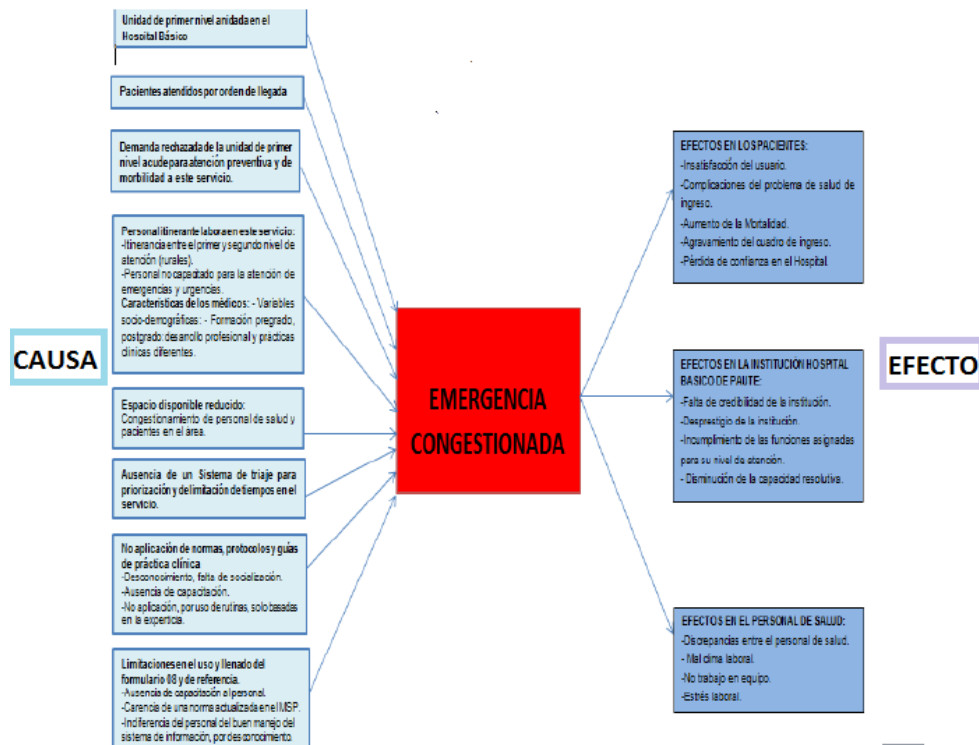 Unidad de primer nivel anidada en el
Hospital Básico
Pacientes atendidos por orden de llegada
Demanda rechazada de la unidad de primer
nivel acude para atención preventiva y de
morbilidad a este servicio.
Personal itinerante labora en este servicio:
-Itinerancia entre el primer y segundo nivel de
atención (rurales).
-Personal no capacitado para la atención de
emergencias y urgencias.
Características de los médicos: - Variables
socio-demográficas: - Formación pregrado,
postgrado: desarrollo profesional y prácticas
clínicas diferentes.
Espacio disponible reducido:
Congestionamiento de personal de salud y
pacientes en el área.
Ausencia de un Sistema de triaje para
priorización y delimitación de tiempos en el
servicio.
No aplicación de normas, protocolos y guías
de práctica clínica
-Desconocimiento, falta de socialización.
-Ausencia de capacitación.
-No aplicación, por uso de rutinas, solo basadas
en la experticia.
Limitaciones en el uso y llenado del
formulario 08 y de referencia.
-Ausencia de capacitación al personal.
-Carencia de una norma actualizada en el MSP.
-Indiferencia del personal del buen manejo del
sistema de información, por desconocimiento.
CAUSA
EMERGENCIA
CONGESTIONADA
EFECTO
EFECTOS EN LOS PACIENTES:
-Insatisfacción del usuario.
-Complicaciones del problema de salud de
ingreso.
-Aumento de la Mortalidad.
-Agravamiento del cuadro de ingreso.
-Pérdida de confianza en el Hospital.
EFECTOS EN LA INSTITUCIÓN HOSPITAL
BASICO DE PAUTE:
-Falta de credibilidad de la institución.
-Desprestigio de la institución.
-Incumplimiento de las funciones asignadas
para su nivel de atención.
- Disminución de la capacidad resolutiva.
EFECTOS EN EL PERSONAL DE SALUD:
-Discrepancias entre el personal de salud.
- Mal clima laboral.
-No trabajo en equipo.
-Estrés laboral.